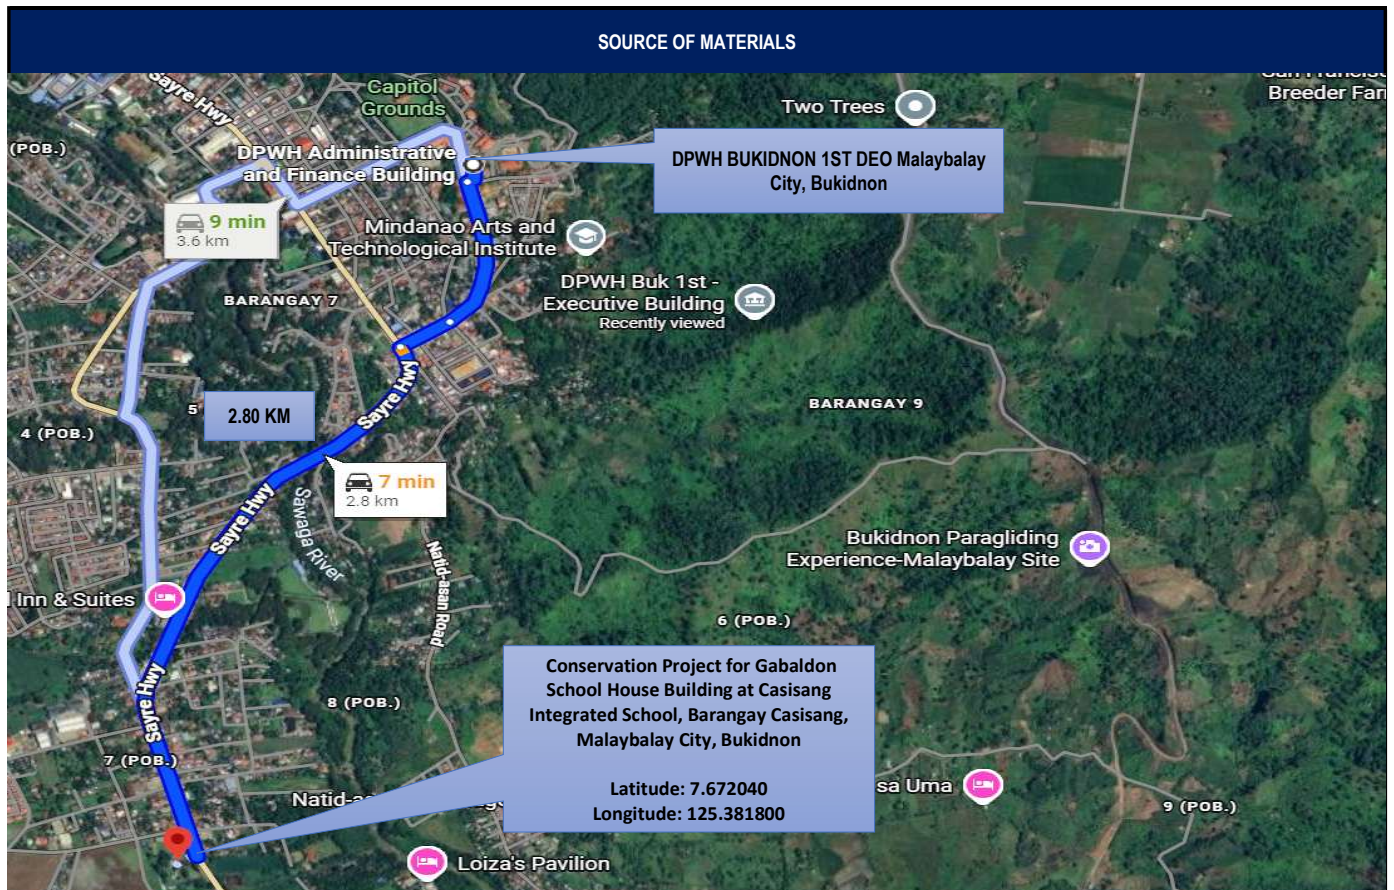 SOURCE OF MATERIALS
Sayre Hwy
Capitol
Grounds
Breeder
Two Trees
(POB.)
DPWH Administrative
and Finance Building
DPWH BUKIDNON 1ST DEO Malaybalay
City, Bukidnon
9 min
3.6 km
Mindanao Arts and
Technological Institute
DPWH Buk 1st -
Executive Building
Recently viewed
BARANGAY 7
Sayre Hwy
5
2.80 KM
BARANGAY 9
4 (POB.)
7 min
2.8 km
Sayre Hwy
Sawaga River
Natid-asan Road
Bukidnon Paragliding
Experience-Malaybalay Site
Inn & Suites
6 (POB.)
Conservation Project for Gabaldon
School House Building at Casisang
Integrated School, Barangay Casisang,
Malaybalay City, Bukidnon
Latitude: 7.672040
Longitude: 125.381800
Sayre Hwy
8 (POB.)
7 (POB.)
sa Uma
9 (POB.)
Loiza's Pavilion